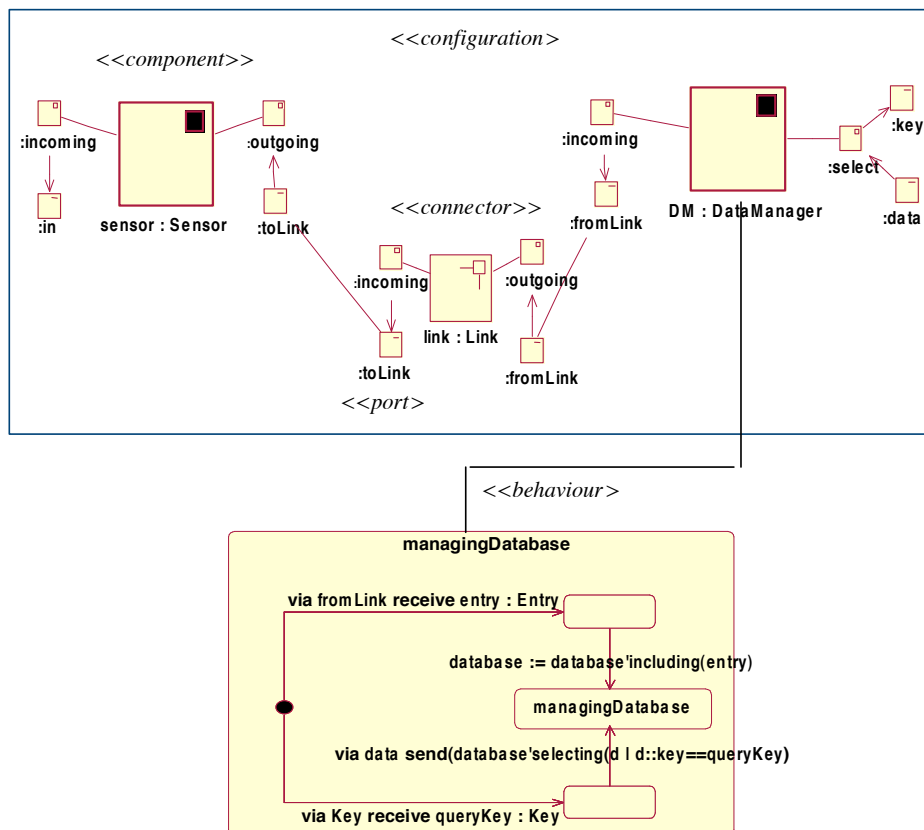 <<configuration>
<<component>>
:incoming
:outgoing
:in
sensor : Sensor
:toLink
<<connector>>
:incoming
:outgoing
link : Link
:toLink
:fromLink
<<port>
:incoming
:fromLink
DM : DataManager
:key
:select
:data
<<behaviour>
managingDatabase
via fromLink receive entry : Entry
database := database'including(entry)
managingDatabase
via data send(database'selecting(d | d::key==queryKey)
via Key receive queryKey : Key